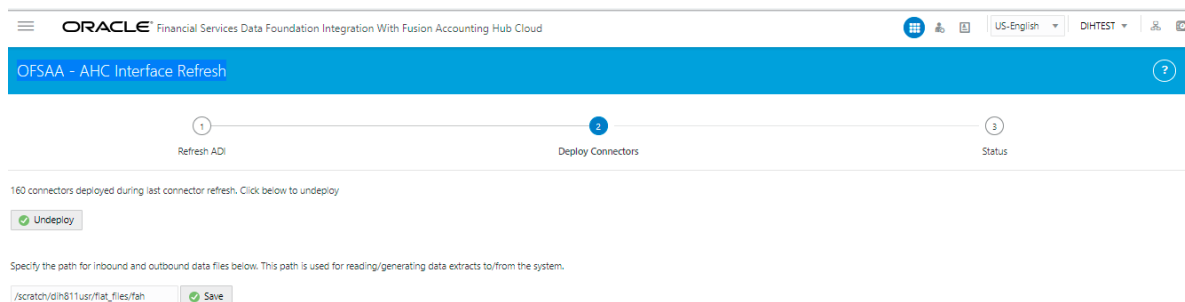 ORACLE® Financial Services Data Foundation Integration With Fusion Accounting Hub Cloud US-English DIHTEST
OFSAA - AHC Interface Refresh ?
1 2 3
Refresh ADI Deploy Connectors Status
160 connectors deployed during last connector refresh. Click below to undeploy
Undeploy
Specify the path for inbound and outbound data files below. This path is used for reading/generating data extracts to/from the system.
/scratch/dih811usr/flat_files/fah Save